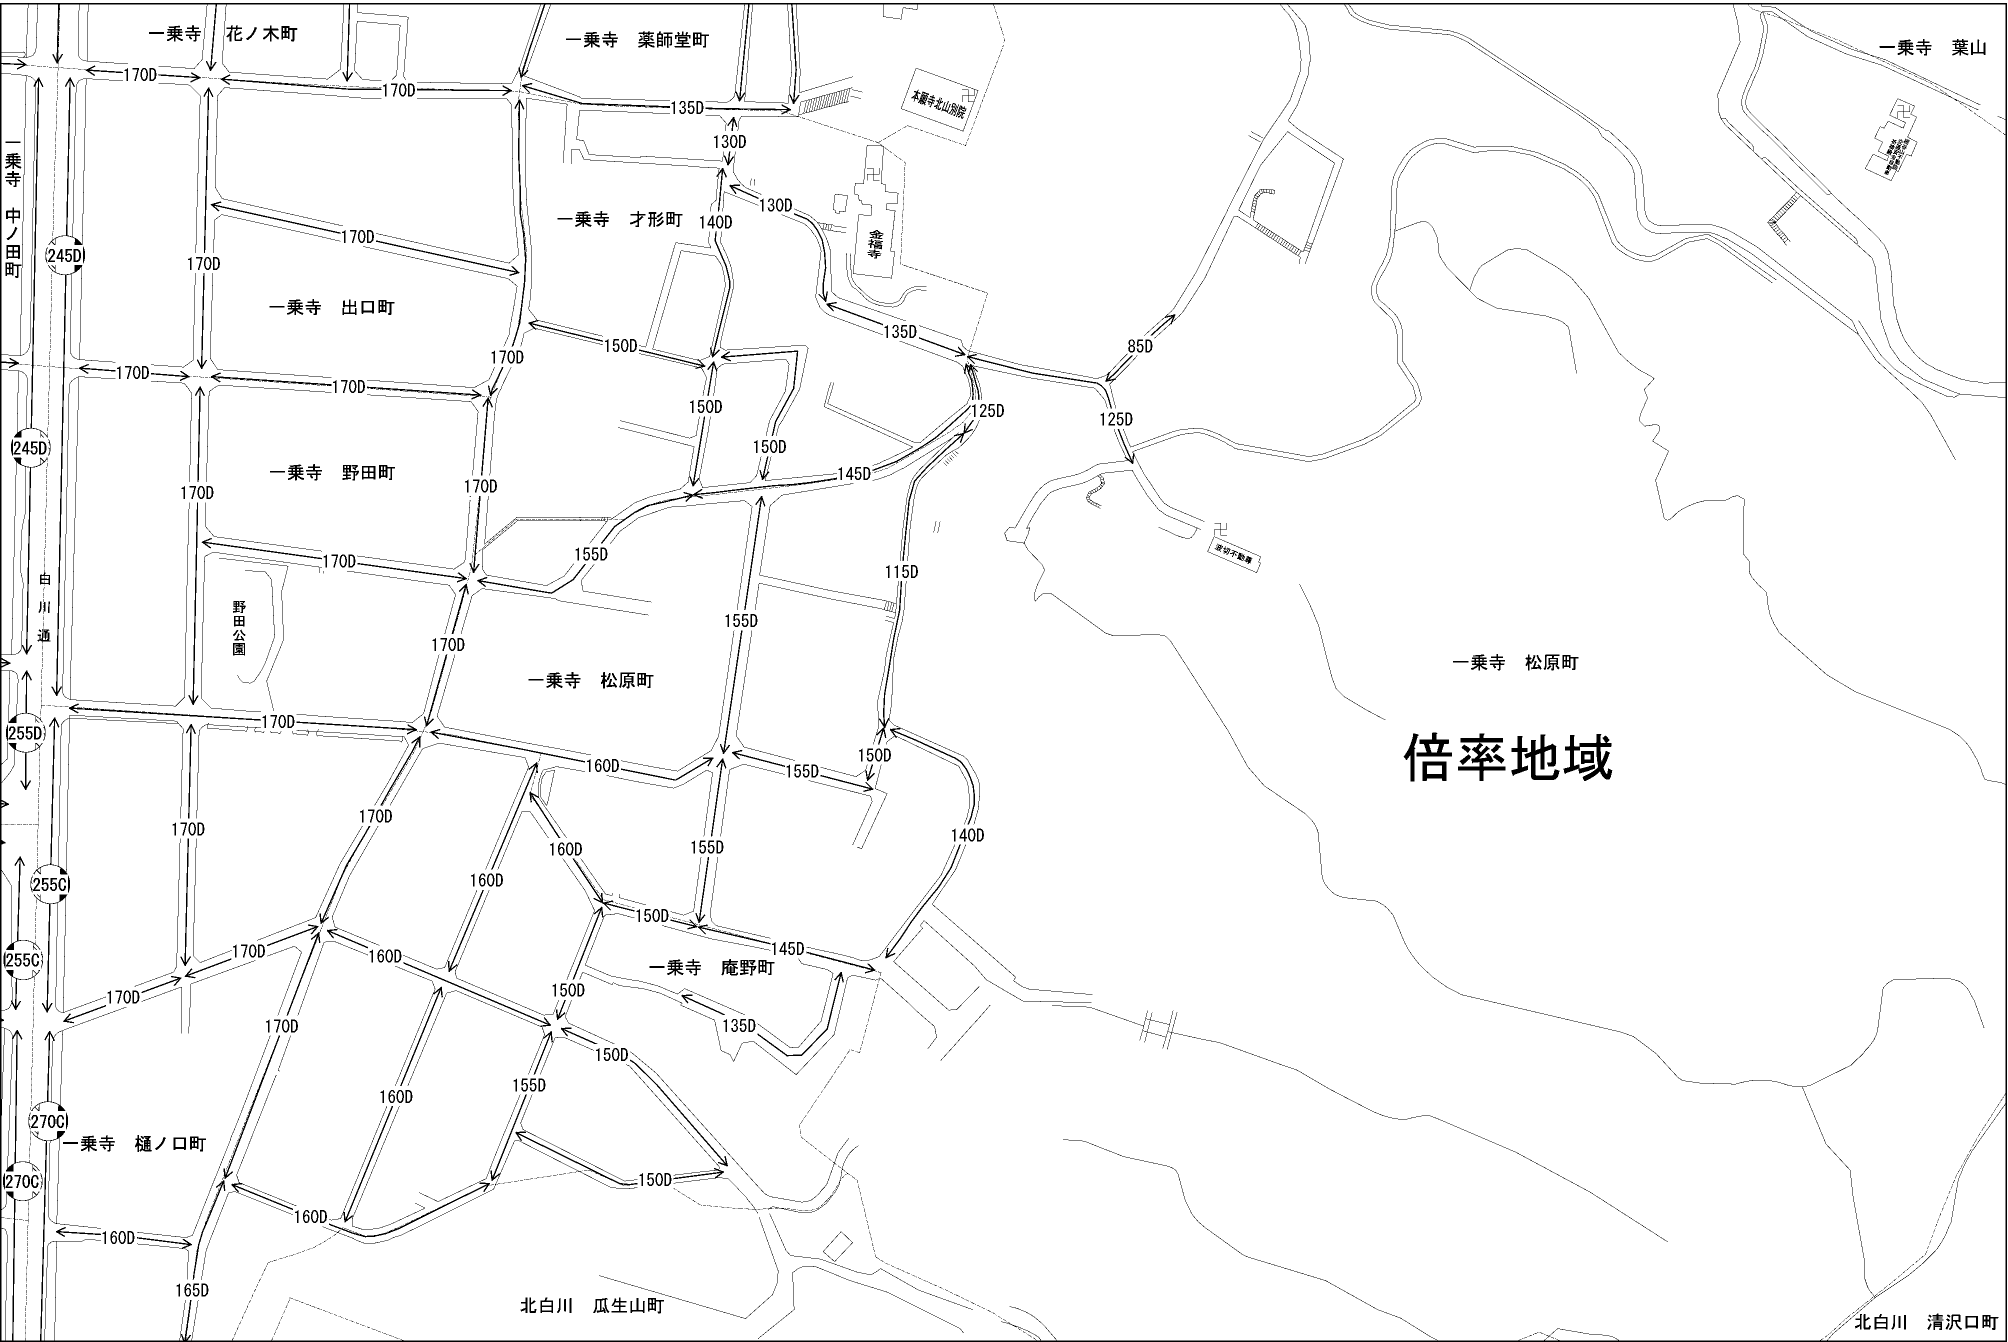 一乗寺　花ノ木町
一乗寺　薬師堂町
一乗寺　葉山
170D
170D
135D
本願寺北山別院
130D
一乗寺　中ノ田町
130D
140D
一乗寺　才形町
170D
245D
170D
金福寺
一乗寺　出口町
135D
150D
85D
170D
170D
170D
150D
125D
125D
245D
150D
一乗寺　野田町
145D
170D
170D
155D
170D
波切不動尊
115D
白川通
野田公園
155D
170D
一乗寺　松原町
一乗寺　松原町
170D
255D
150D
倍率地域
160D
155D
170D
170D
140D
160D
155D
255C
160D
150D
170D
145D
160D
255C
一乗寺　庵野町
150D
170D
170D
135D
150D
155D
160D
270C
一乗寺　樋ノ口町
270C
150D
160D
160D
165D
北白川　瓜生山町
北白川　清沢口町